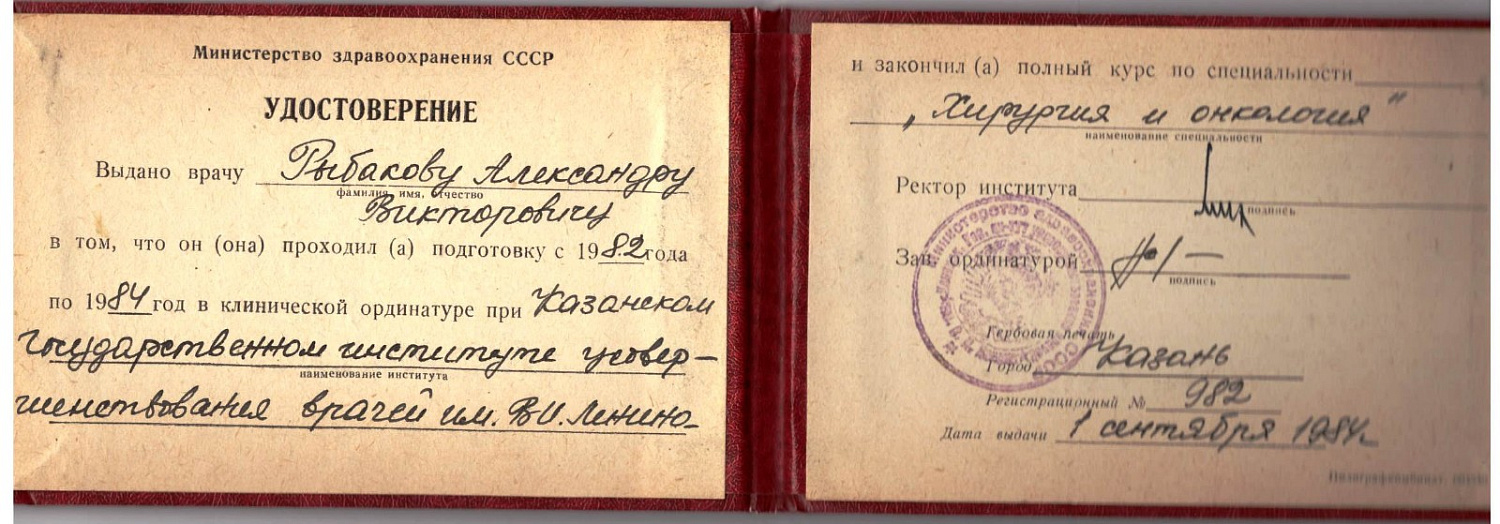 Министерство здравоохранения СССР
УДОСТОВЕРЕНИЕ
Выдано врачу Рыбакову Александру
фамилия, имя, отчество
Викторовичу
в том, что он (она) проходил (а) подготовку с 1982 года
по 1984 год в клинической ординатуре при Казанском
государственном институте усовер-
наименование института
шенствования врачей им. В.И. Ленина
и закончил (а) полный курс по специальности
„Хирургия и онкология"
наименование специальности
Ректор института
подпись
Зав. ординатурой
подпись
Гербовая печать
Город Казань
Регистрационный № 982
Дата выдачи 1 сентября 1984 г.